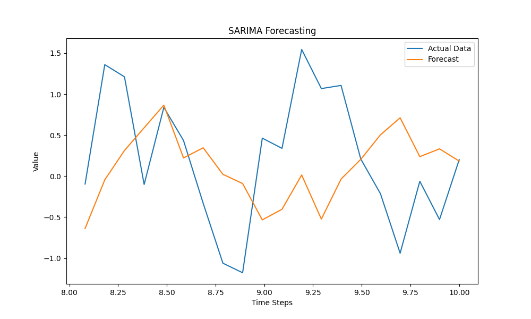 SARIMA Forecasting
Actual Data
Forecast
Value
1.5
1.0
0.5
0.0
−0.5
−1.0
8.00 8.25 8.50 8.75 9.00 9.25 9.50 9.75 10.00
Time Steps